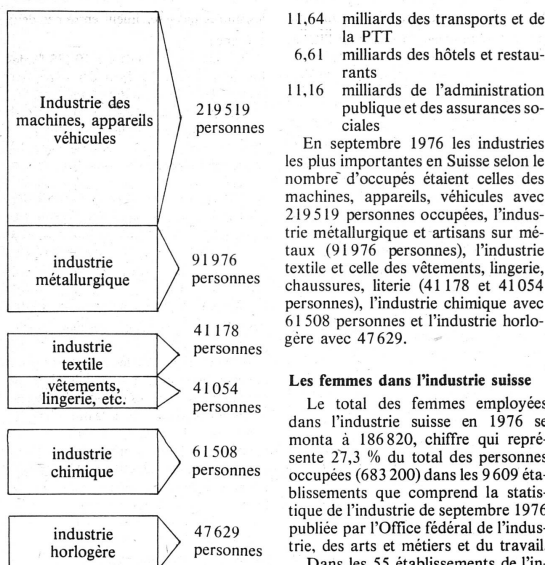 Industrie des
machines, appareils
véhicules
219519
personnes
industrie
métallurgique
91976
personnes
industrie
textile
41178
personnes
vêtements,
lingerie, etc.
41054
personnes
industrie
chimique
61508
personnes
industrie
horlogère
47629
personnes
11,64 milliards des transports et de
la PTT
6,61 milliards des hôtels et restau-
rants
11,16 milliards de l'administration
publique et des assurances so-
ciales
En septembre 1976 les industries
les plus importantes en Suisse selon le
nombre d'occupés étaient celles des
machines, appareils, véhicules avec
219519 personnes occupées, l'indus-
trie métallurgique et artisans sur mé-
taux (91976 personnes), l'industrie
textile et celle des vêtements, lingerie,
chaussures, literie (41178 et 41054
personnes), l'industrie chimique avec
61508 personnes et l'industrie horlo-
gère avec 47629.
Les femmes dans l'industrie suisse
Le total des femmes employées
dans l'industrie suisse en 1976 se
monta à 186820, chiffre qui repré-
sente 27,3 % du total des personnes
occupées (683200) dans les 9609 éta-
blissements que comprend la statis-
tique de l'industrie de septembre 1976
publiée par l'Office fédéral de l'indus-
trie, des arts et métiers et du travail.
Dans les 55 établissements de l'in-